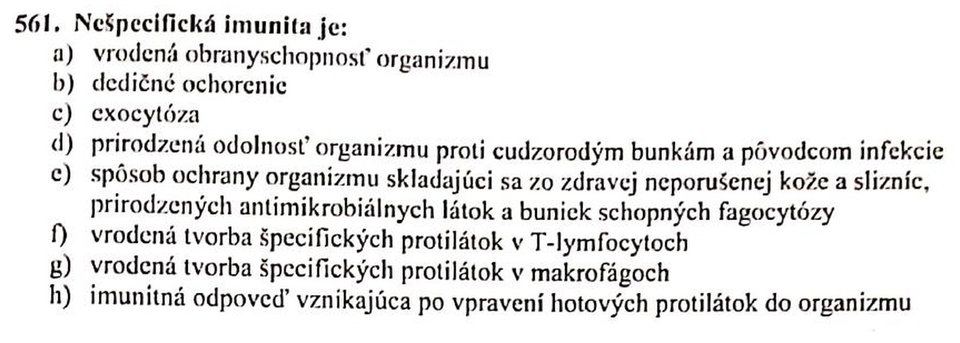 561. Nešpecifická imunita je:
a) vrodená obranyschopnosť organizmu
b) dedičné ochorenie
c) exocytóza
d) prirodzená odolnosť organizmu proti cudzorodým bunkám a pôvodcom infekcie
e) spôsob ochrany organizmu skladajúci sa zo zdravej neporušenej kože a slizníc,
prirodzených antimikrobiálnych látok a buniek schopných fagocytózy
f) vrodená tvorba špecifických protilátok v T-lymfocytoch
g) vrodená tvorba špecifických protilátok v makrofágoch
h) imunitná odpoveď vznikajúca po vpravení hotových protilátok do organizmu